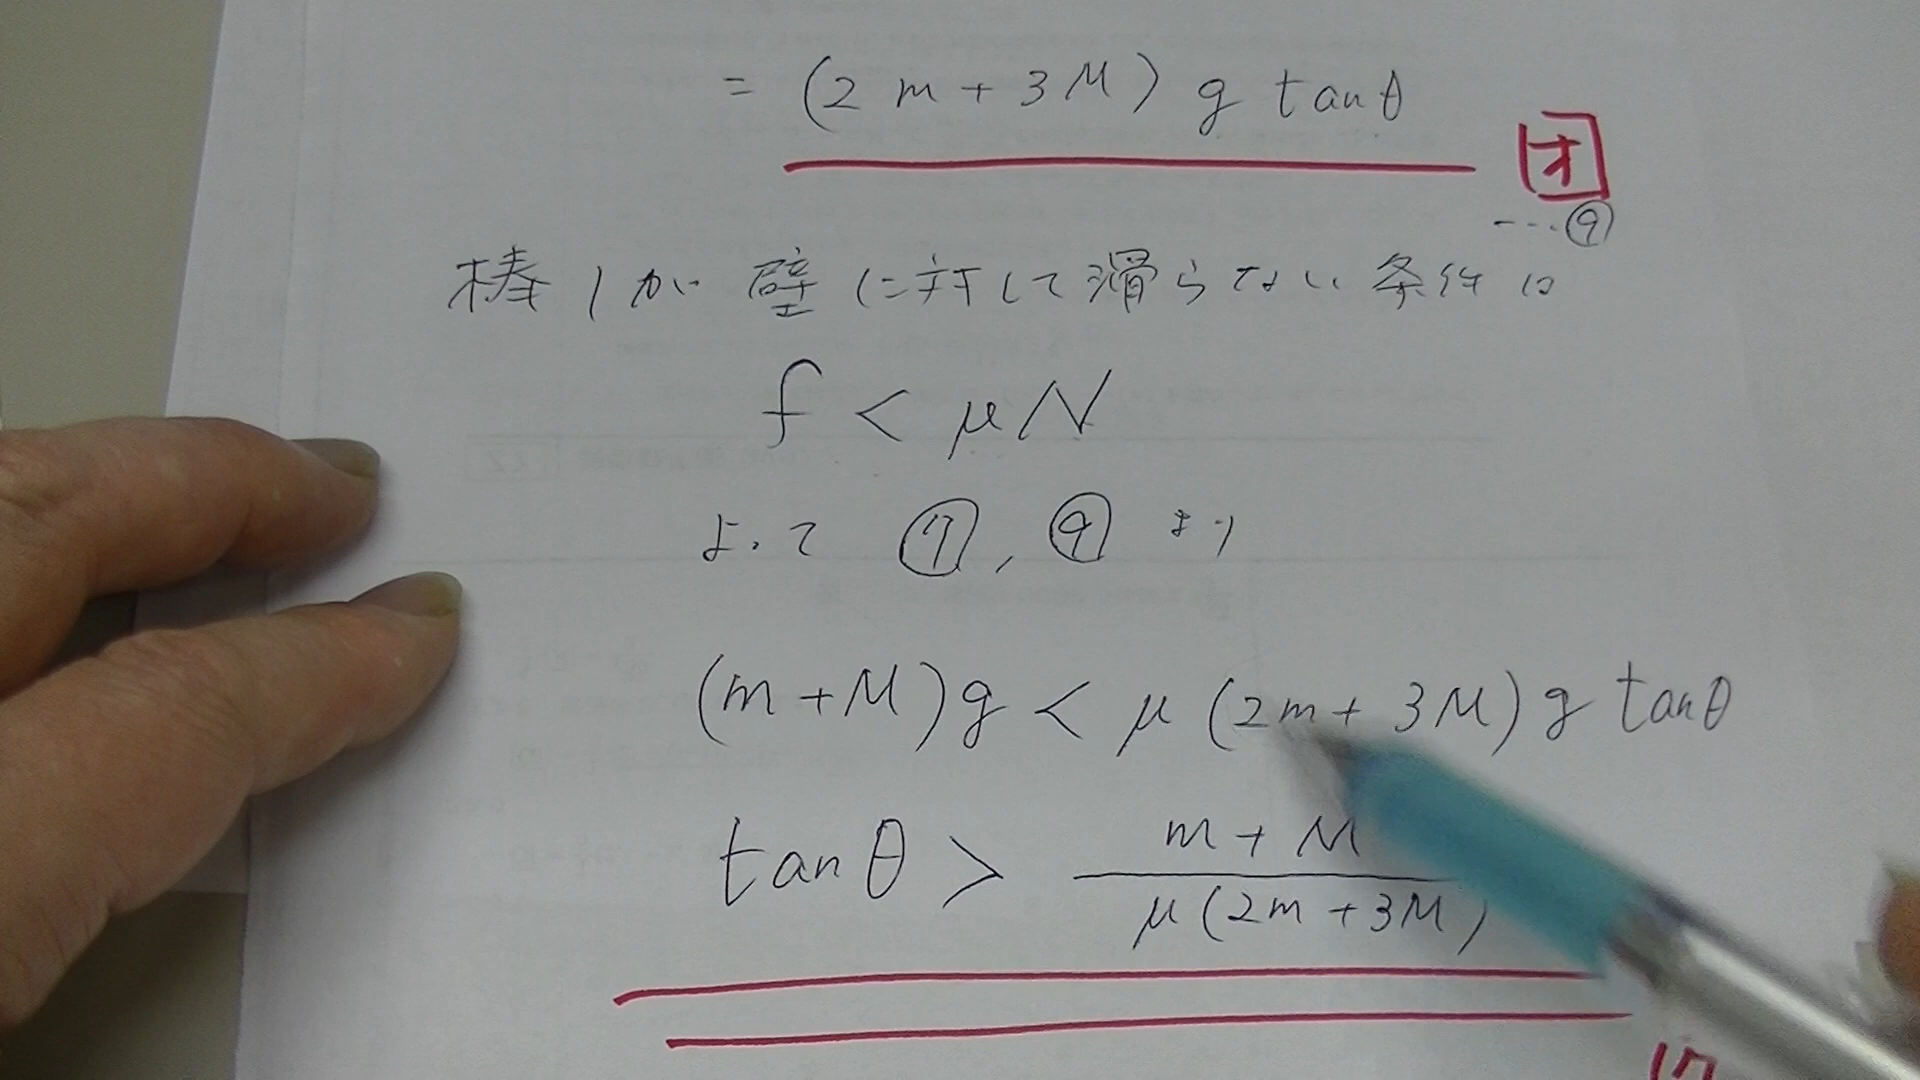 = (2m+3M) g tanθ
オ
…⑨
棒1が壁に対して滑らない条件は
f < μN
よって ⑦, ⑨ より
(m+M)g < μ(2m+3M)g tanθ
tanθ > m+M / μ(2m+3M)